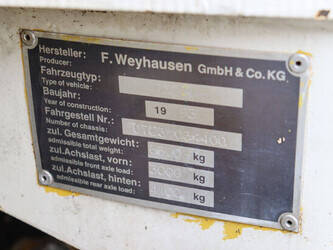 Hersteller: F. Weyhausen GmbH & Co. KG
Producer:
Fahrzeugtyp:
Type of vehicle:
Baujahr: 19
Year of construction:
Fahrgestell Nr.:
Number of chassis:
zul. Gesamtgewicht: kg
admissible total weight:
zul. Achslast, vorn: kg
admissible front axle load:
zul. Achslast, hinten: kg
admissible rear axle load: